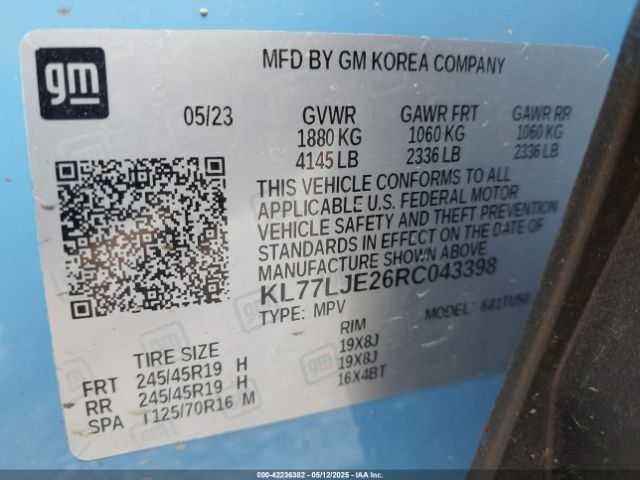 gm
MFD BY GM KOREA COMPANY
05/23 GVWR GAWR FRT GAWR RR
1880 KG 1060 KG 1060 KG
4145 LB 2336 LB 2336 LB
THIS VEHICLE CONFORMS TO ALL
APPLICABLE U.S. FEDERAL MOTOR
VEHICLE SAFETY AND THEFT PREVENTION
STANDARDS IN EFFECT ON THE DATE OF
MANUFACTURE SHOWN ABOVE.
KL77LJE26RC043398
TYPE: MPV MODEL:
TIRE SIZE RIM
FRT 245/45R19 H 19X8J
RR 245/45R19 H 19X8J
SPA T125/70R16 M 16X4BT
00-42236382 - 05/12/2025 - IAAI.COM